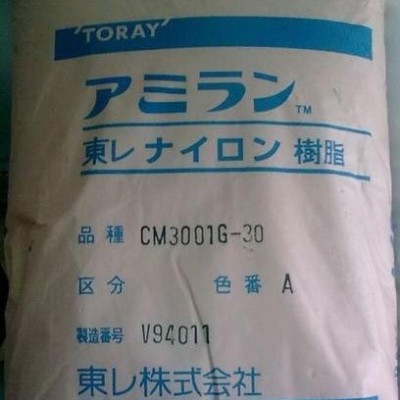 'TORAY'
アミラン™
東レ ナイロン 樹脂
品種 CM3001G-30
区分 色番 A
製造番号 V94011
東レ株式会社